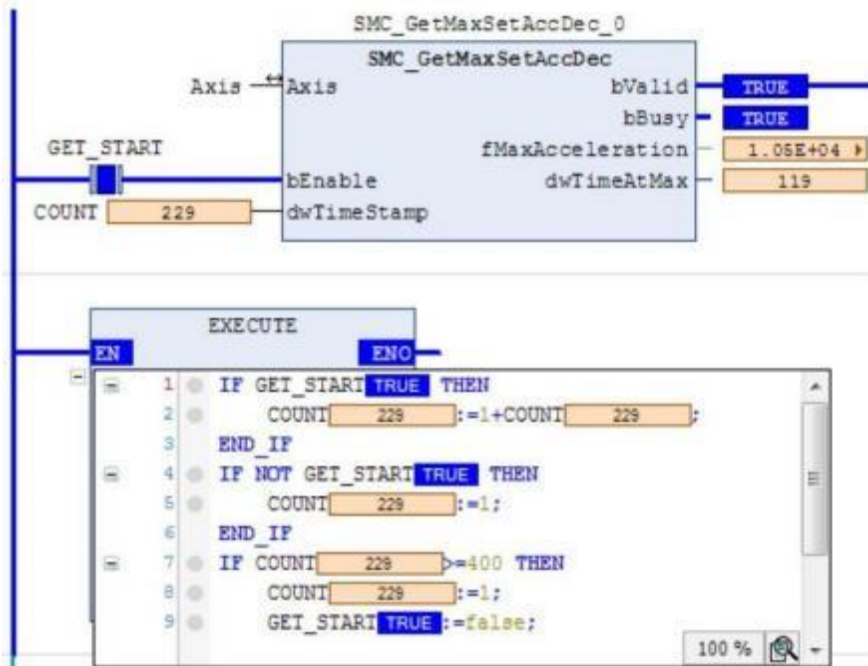 SMC_GetMaxSetAccDec_0
SMC_GetMaxSetAccDec
Axis Axis bValid TRUE
bBusy TRUE
GET_START fMaxAcceleration 1.05E+04
bEnable dwTimeAtMax 119
COUNT 229 dwTimeStamp
EXECUTE
EN ENO
1 IF GET_START TRUE THEN
2 COUNT 229 :=1+COUNT 229 ;
3 END_IF
4 IF NOT GET_START TRUE THEN
5 COUNT 229 :=1;
6 END_IF
7 IF COUNT 229 >=400 THEN
8 COUNT 229 :=1;
9 GET_START TRUE :=false;
100 %